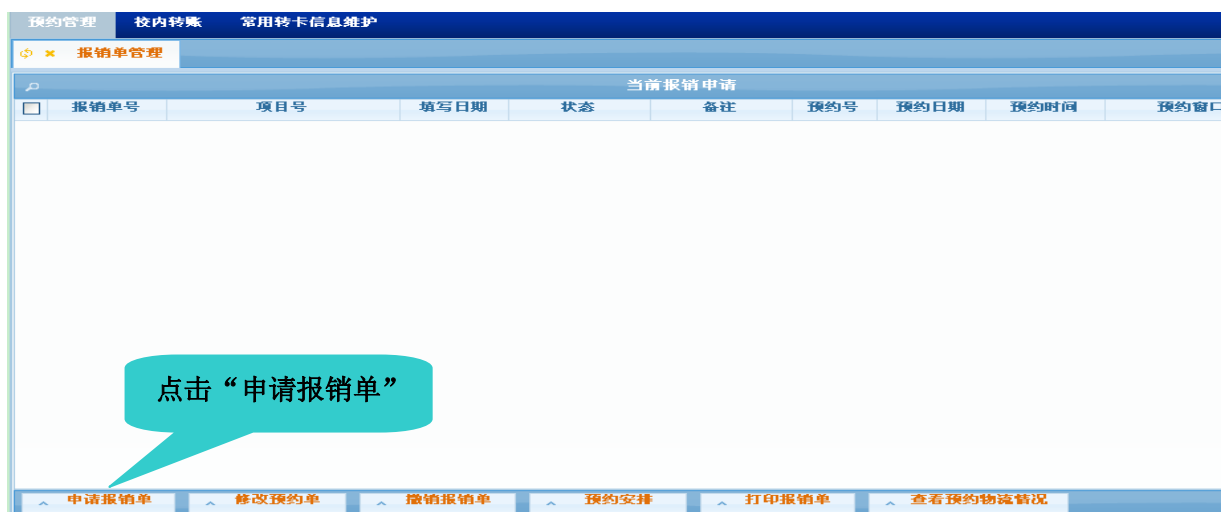 预约管理 校内转账 常用转卡信息维护
报销单管理
当前报销申请
报销单号 项目号 填写日期 状态 备注 预约号 预约日期 预约时间 预约窗口
点击“申请报销单”
申请报销单 修改预约单 撤销报销单 预约安排 打印报销单 查看预约物流情况